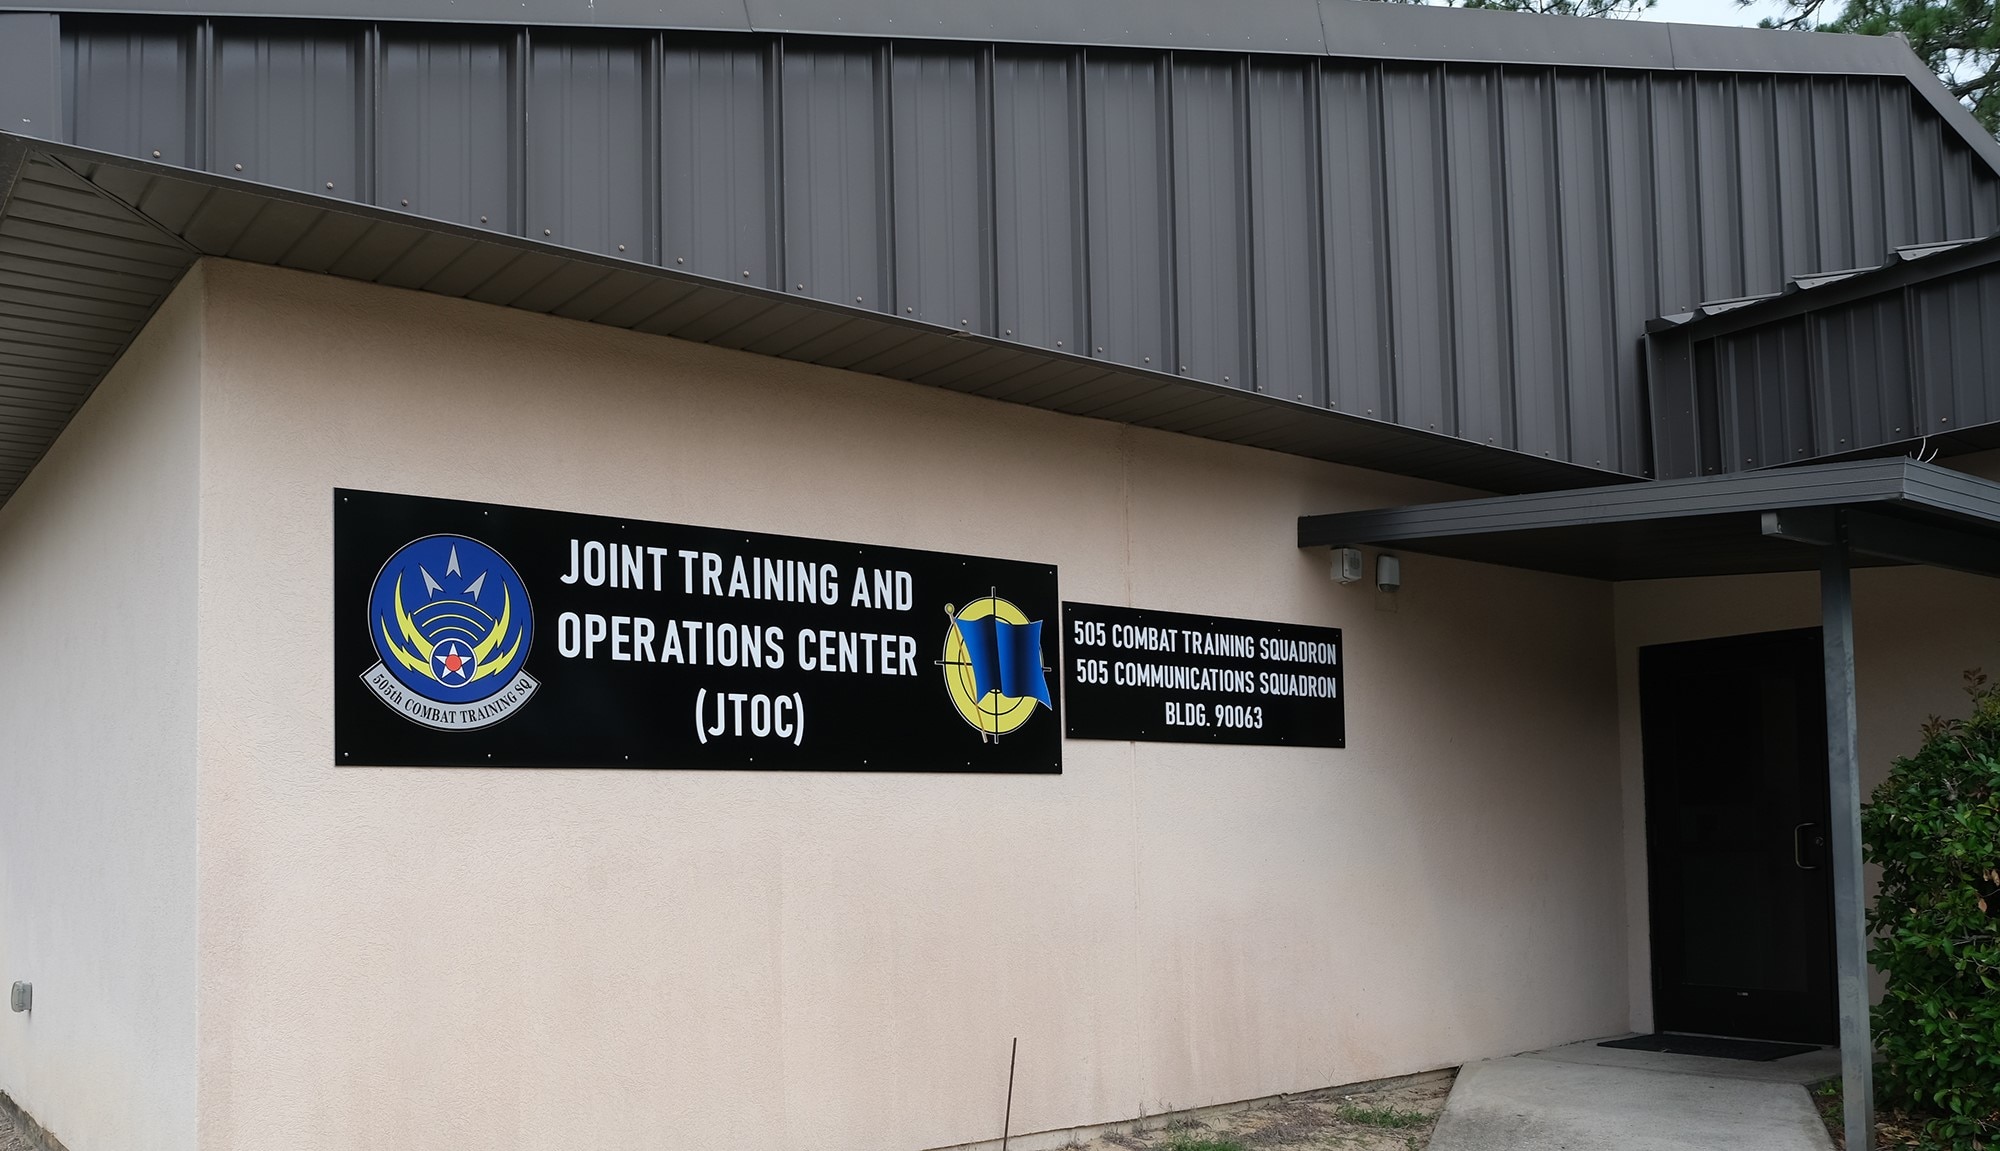 JOINT TRAINING AND
OPERATIONS CENTER
(JTOC)
505th COMBAT TRAINING SQ
505 COMBAT TRAINING SQUADRON
505 COMMUNICATIONS SQUADRON
BLDG. 90063